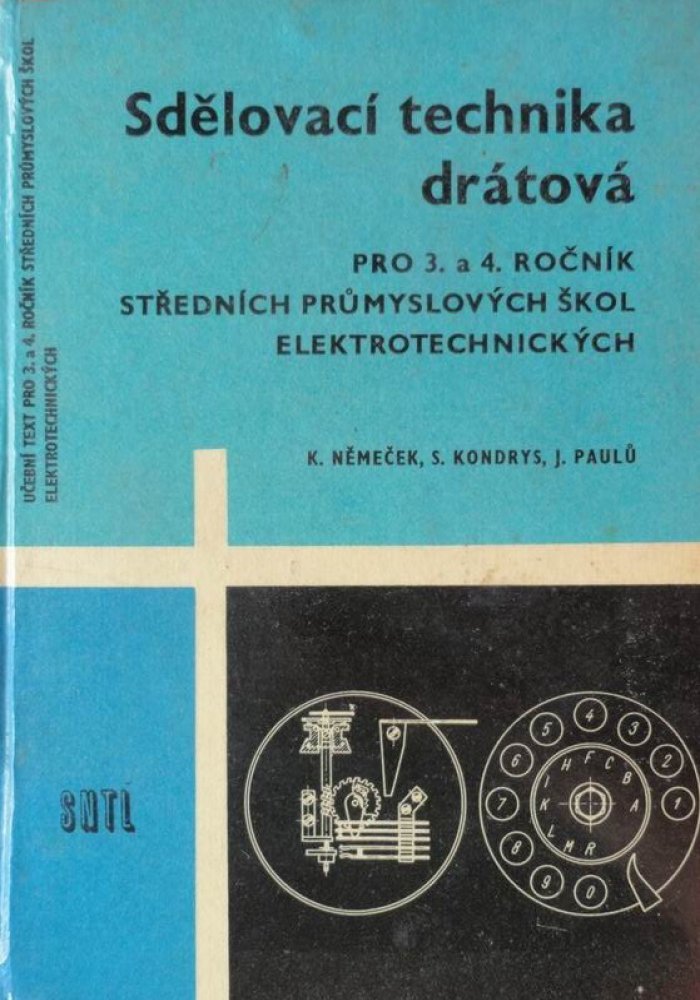 Sdělovací technika
drátová
PRO 3. a 4. ROČNÍK
STŘEDNÍCH PRŮMYSLOVÝCH ŠKOL
ELEKTROTECHNICKÝCH
K. NĚMEČEK, S. KONDRYS, J. PAULŮ
UČEBNÍ TEXT PRO 3. a 4. ROČNÍK STŘEDNÍCH PRŮMYSLOVÝCH ŠKOL
ELEKTROTECHNICKÝCH
SNTL
1 2 3 4 5 6 7 8 9 0
A B C F H I K L M R